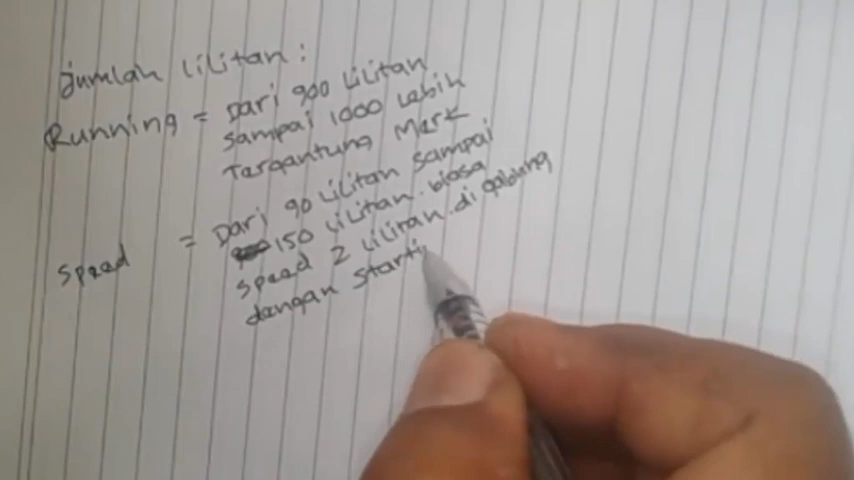 Jumlah lilitan :
Running = Dari 900 Lilitan
sampai 1000 Lebih
Tergantung Merk
speed = Dari 90 Lilitan sampai
150 Lilitan. biasa
speed 2 Lilitan. di gabung
dengan starti